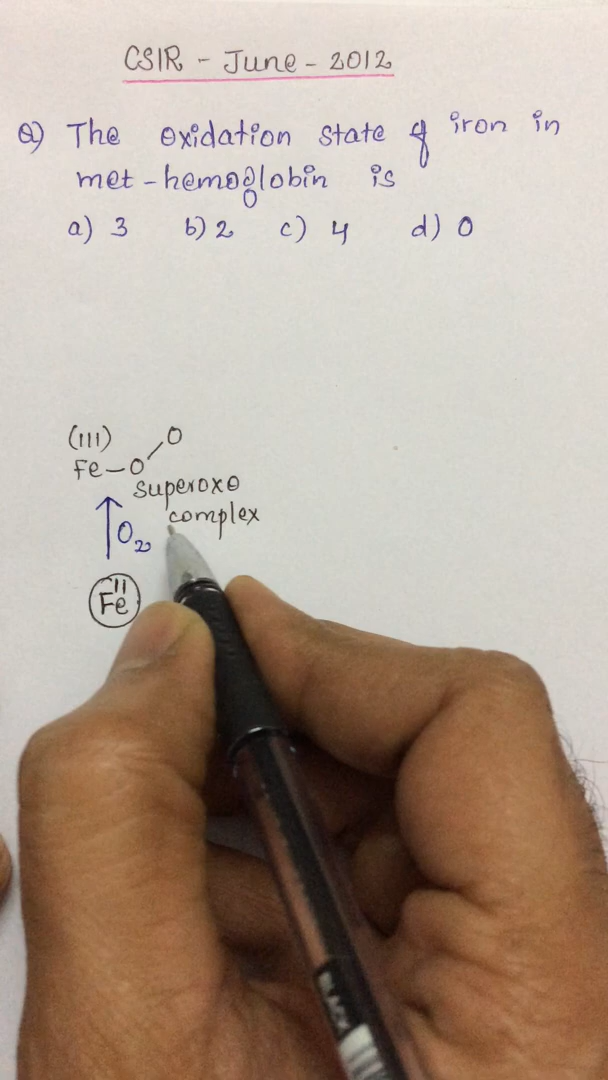 CSIR - June - 2012
Q) The oxidation state of iron in
met-hemoglobin is
a) 3 b) 2 c) 4 d) 0
(III)
Fe-O-O
superoxo
complex
O2
II
Fe
BLACK